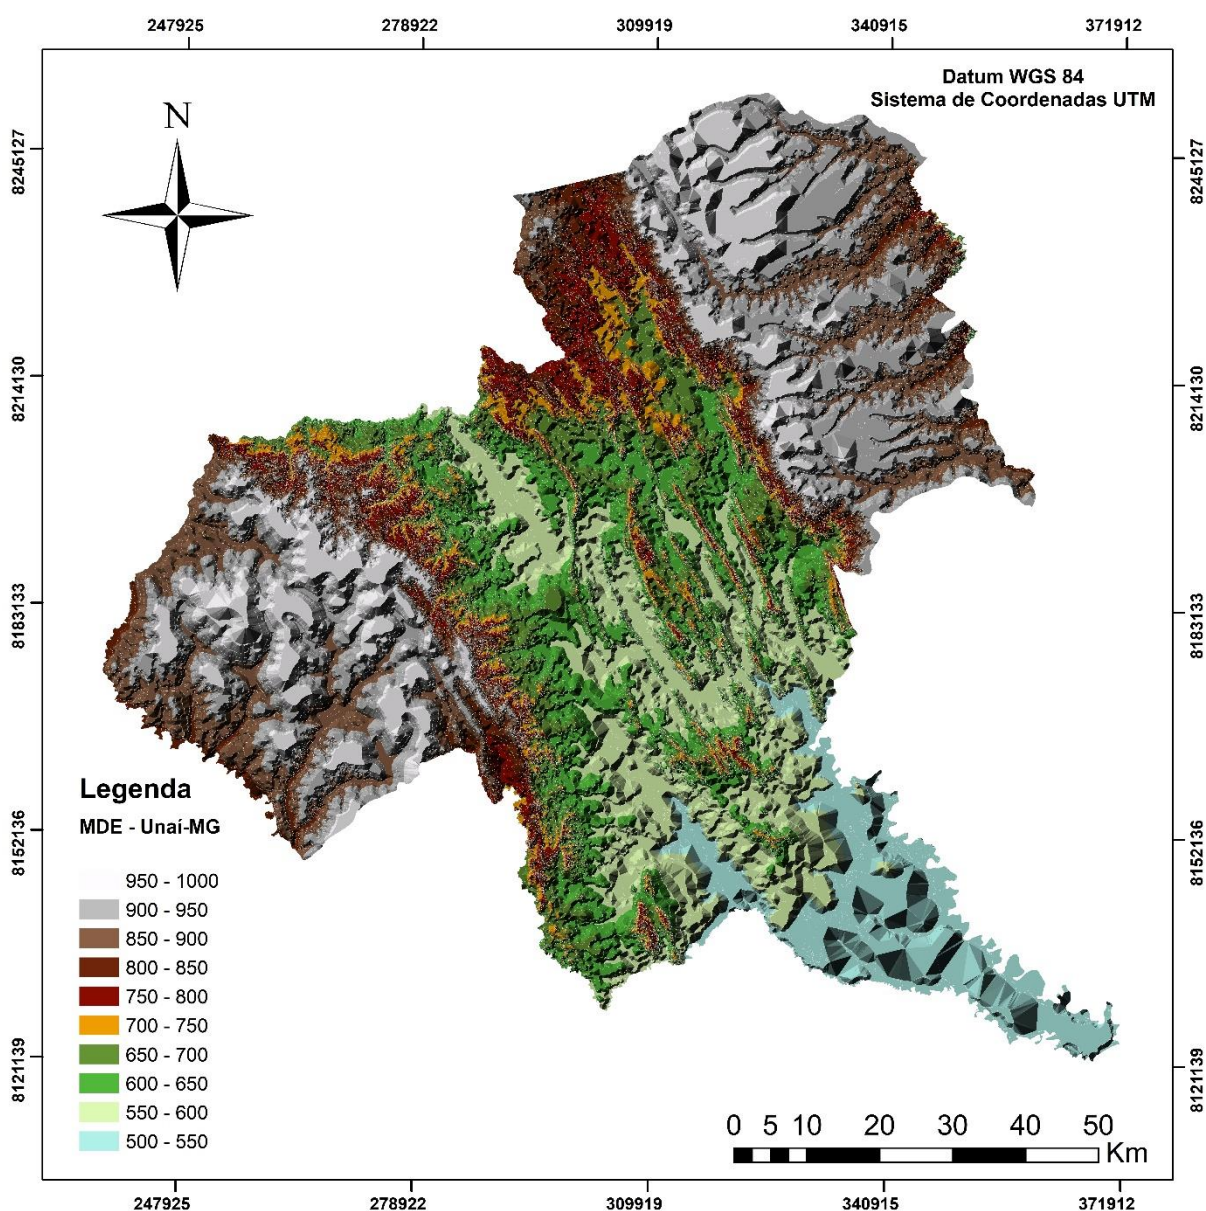 247925 278922 309919 340915 371912
Datum WGS 84
Sistema de Coordenadas UTM
N
8245127
8214130
8183133
8152136
8121139
8245127
8214130
8183133
8152136
8121139
Legenda
MDE - Unaí-MG
950 - 1000
900 - 950
850 - 900
800 - 850
750 - 800
700 - 750
650 - 700
600 - 650
550 - 600
500 - 550
0 5 10 20 30 40 50
Km
247925 278922 309919 340915 371912